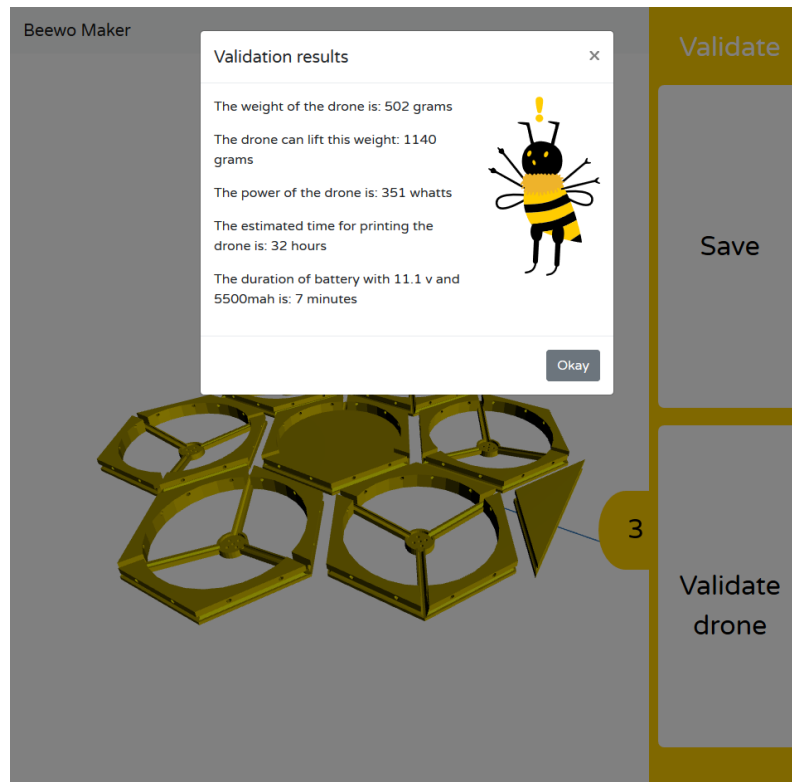 Beewo Maker
Validate
Validation results
×
The weight of the drone is: 502 grams
The drone can lift this weight: 1140
grams
The power of the drone is: 351 whatts
The estimated time for printing the
drone is: 32 hours
The duration of battery with 11.1 v and
5500mah is: 7 minutes
Okay
Save
3
Validate
drone